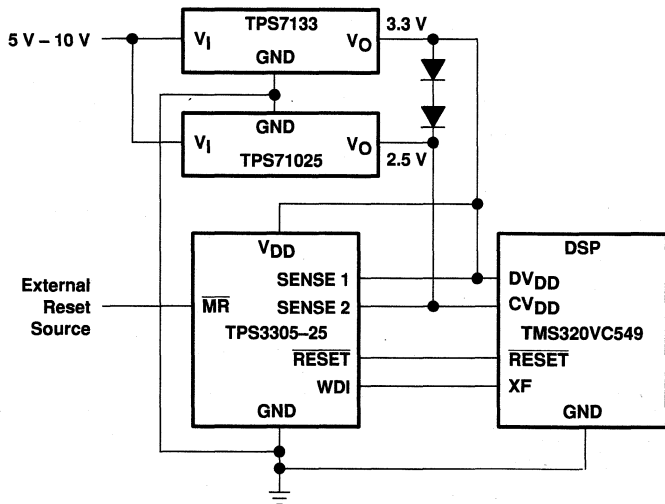 TPS7133
5 V – 10 V
VI
VO
3.3 V
GND
GND
VI
VO
2.5 V
TPS71025
VDD
DSP
SENSE 1
DVDD
External
Reset
Source
MR
SENSE 2
CVDD
TPS3305–25
TMS320VC549
RESET
RESET
WDI
XF
GND
GND